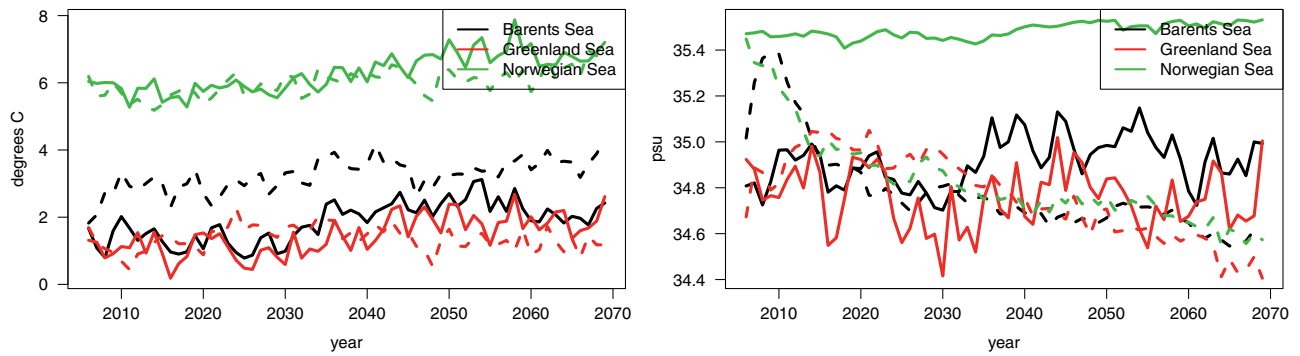 8
6
4
2
0
degrees C
2010 2020 2030 2040 2050 2060 2070
year
Barents Sea
Greenland Sea
Norwegian Sea
35.4
35.2
35.0
34.8
34.6
34.4
psu
2010 2020 2030 2040 2050 2060 2070
year
Barents Sea
Greenland Sea
Norwegian Sea